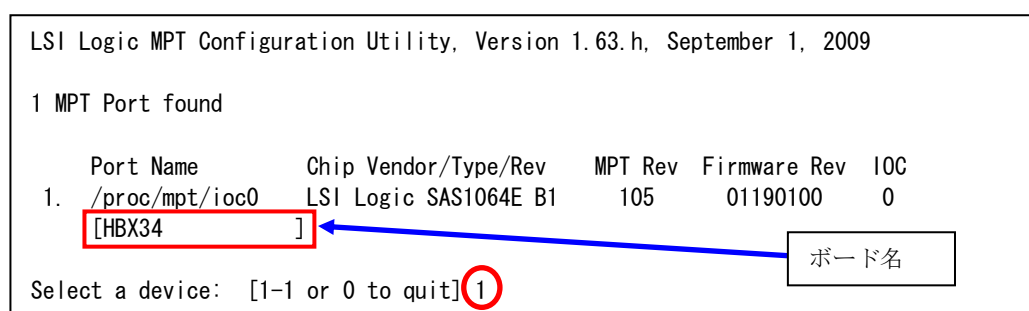 LSI Logic MPT Configuration Utility, Version 1.63.h, September 1, 2009
1 MPT Port found
Port Name Chip Vendor/Type/Rev MPT Rev Firmware Rev IOC
1. /proc/mpt/ioc0 LSI Logic SAS1064E B1 105 01190100 0
[HBX34 ]
ボード名
Select a device: [1-1 or 0 to quit] 1